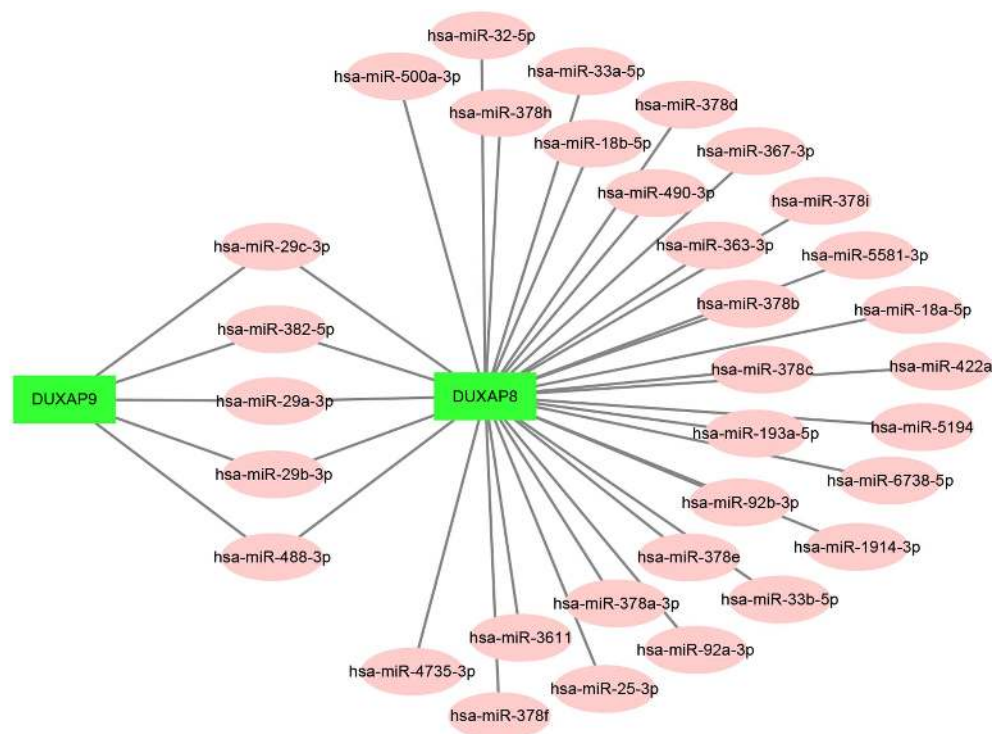 hsa-miR-32-5p
hsa-miR-33a-5p
hsa-miR-500a-3p
hsa-miR-378d
hsa-miR-378h
hsa-miR-18b-5p
hsa-miR-367-3p
hsa-miR-490-3p
hsa-miR-378i
hsa-miR-29c-3p
hsa-miR-363-3p
hsa-miR-5581-3p
hsa-miR-378b
hsa-miR-18a-5p
hsa-miR-382-5p
hsa-miR-422a
hsa-miR-378c
DUXAP9
DUXAP8
hsa-miR-29a-3p
hsa-miR-5194
hsa-miR-193a-5p
hsa-miR-29b-3p
hsa-miR-6738-5p
hsa-miR-92b-3p
hsa-miR-1914-3p
hsa-miR-488-3p
hsa-miR-378e
hsa-miR-33b-5p
hsa-miR-378a-3p
hsa-miR-3611
hsa-miR-92a-3p
hsa-miR-4735-3p
hsa-miR-25-3p
hsa-miR-378f